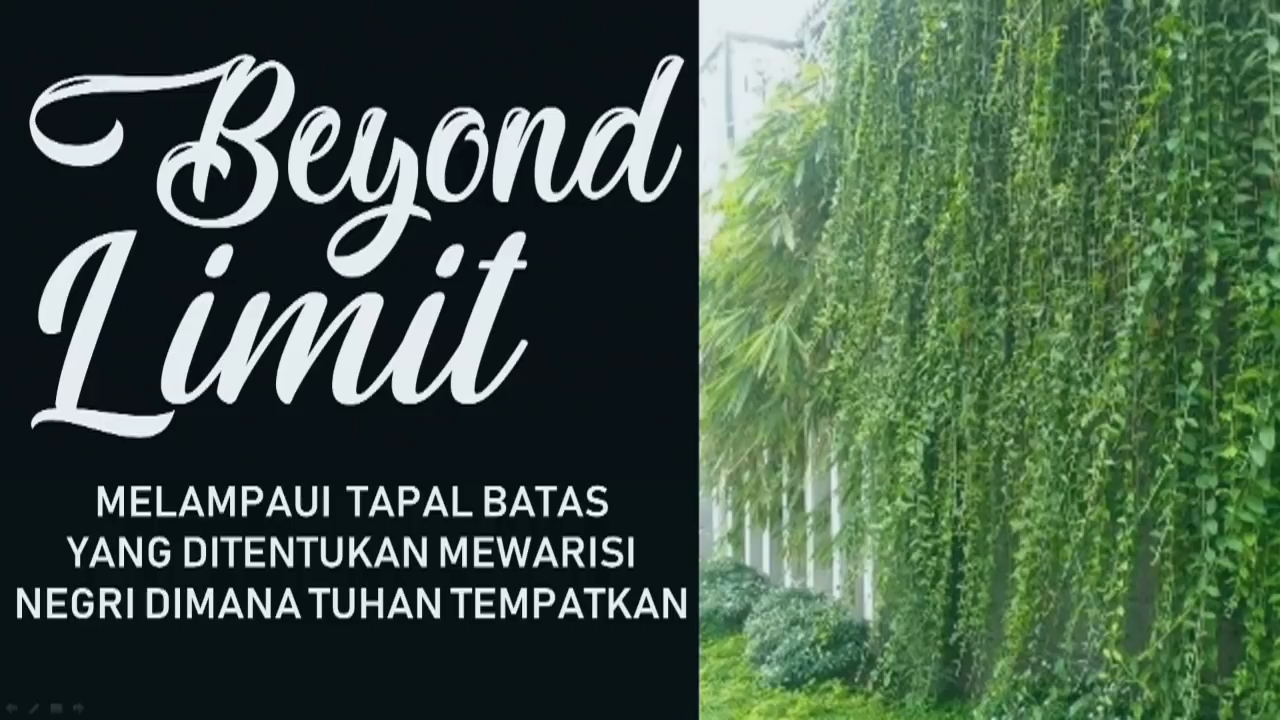 Beyond
Limit
MELAMPAUI TAPAL BATAS
YANG DITENTUKAN MEWARISI
NEGRI DIMANA TUHAN TEMPATKAN